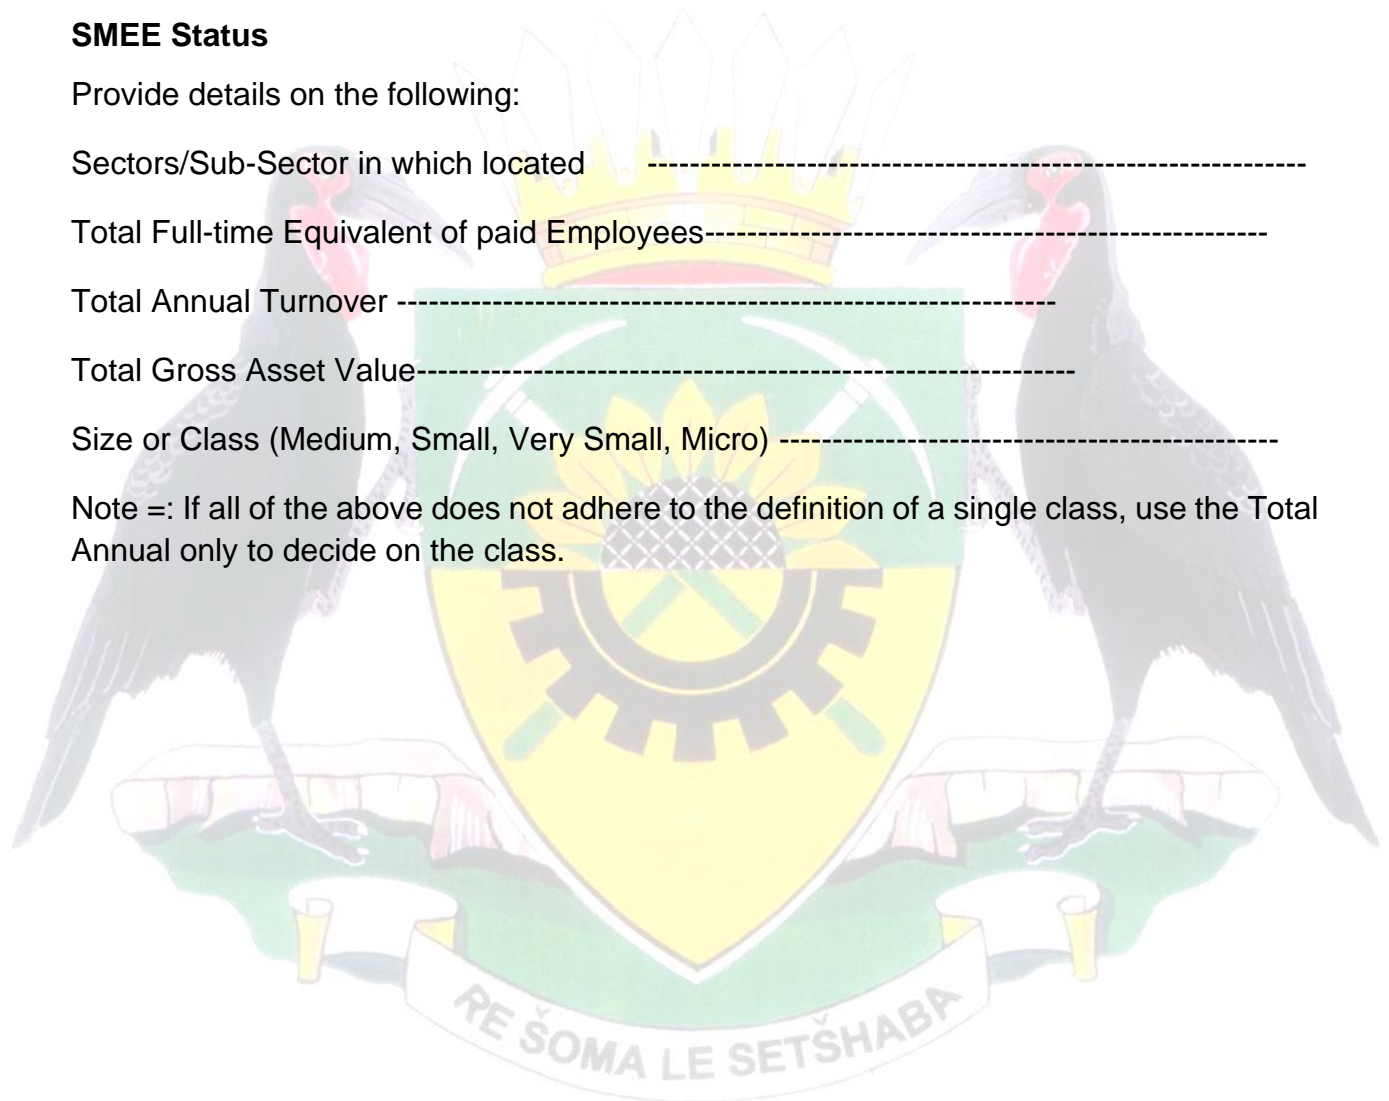 SMEE Status
Provide details on the following:
Sectors/Sub-Sector in which located --------------------------------------------------------------
Total Full-time Equivalent of paid Employees-----------------------------------------------------
Total Annual Turnover --------------------------------------------------------------
Total Gross Asset Value--------------------------------------------------------------
Size or Class (Medium, Small, Very Small, Micro) -----------------------------------------------
Note =: If all of the above does not adhere to the definition of a single class, use the Total
Annual only to decide on the class.
RE ŠOMA LE SETŠHABA